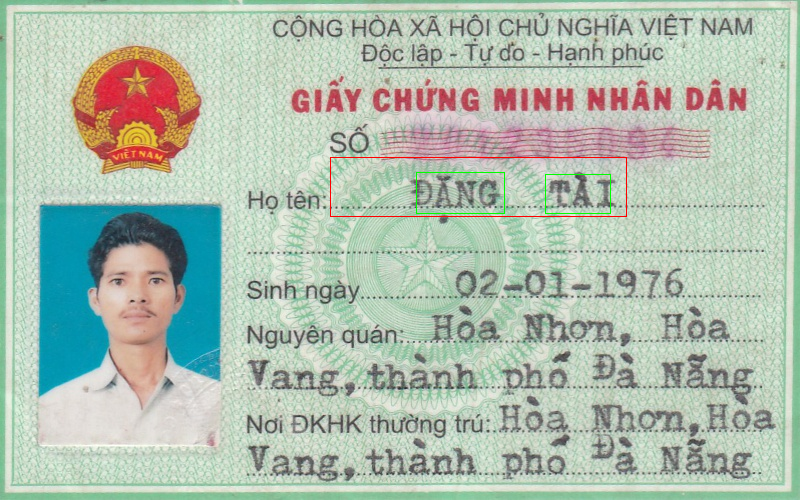 CỘNG HÒA XÃ HỘI CHỦ NGHĨA VIỆT NAM
Độc lập - Tự do - Hạnh phúc
GIẤY CHỨNG MINH NHÂN DÂN
SỐ
VIỆT NAM
Họ tên: ĐẶNG TÀI
Sinh ngày 02-01-1976
Nguyên quán: Hòa Nhơn, Hòa
Vang, thành phố Đà Nẵng
Nơi ĐKHK thường trú: Hòa Nhơn, Hòa
Vang, thành phố Đà Nẵng